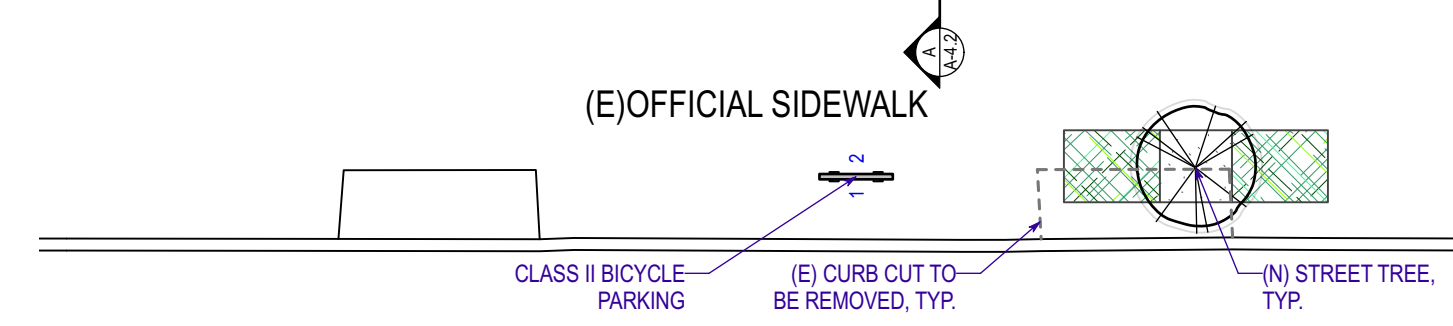 A
A-4.2
(E)OFFICIAL SIDEWALK
2
1
CLASS II BICYCLE
PARKING
(E) CURB CUT TO
BE REMOVED, TYP.
(N) STREET TREE,
TYP.